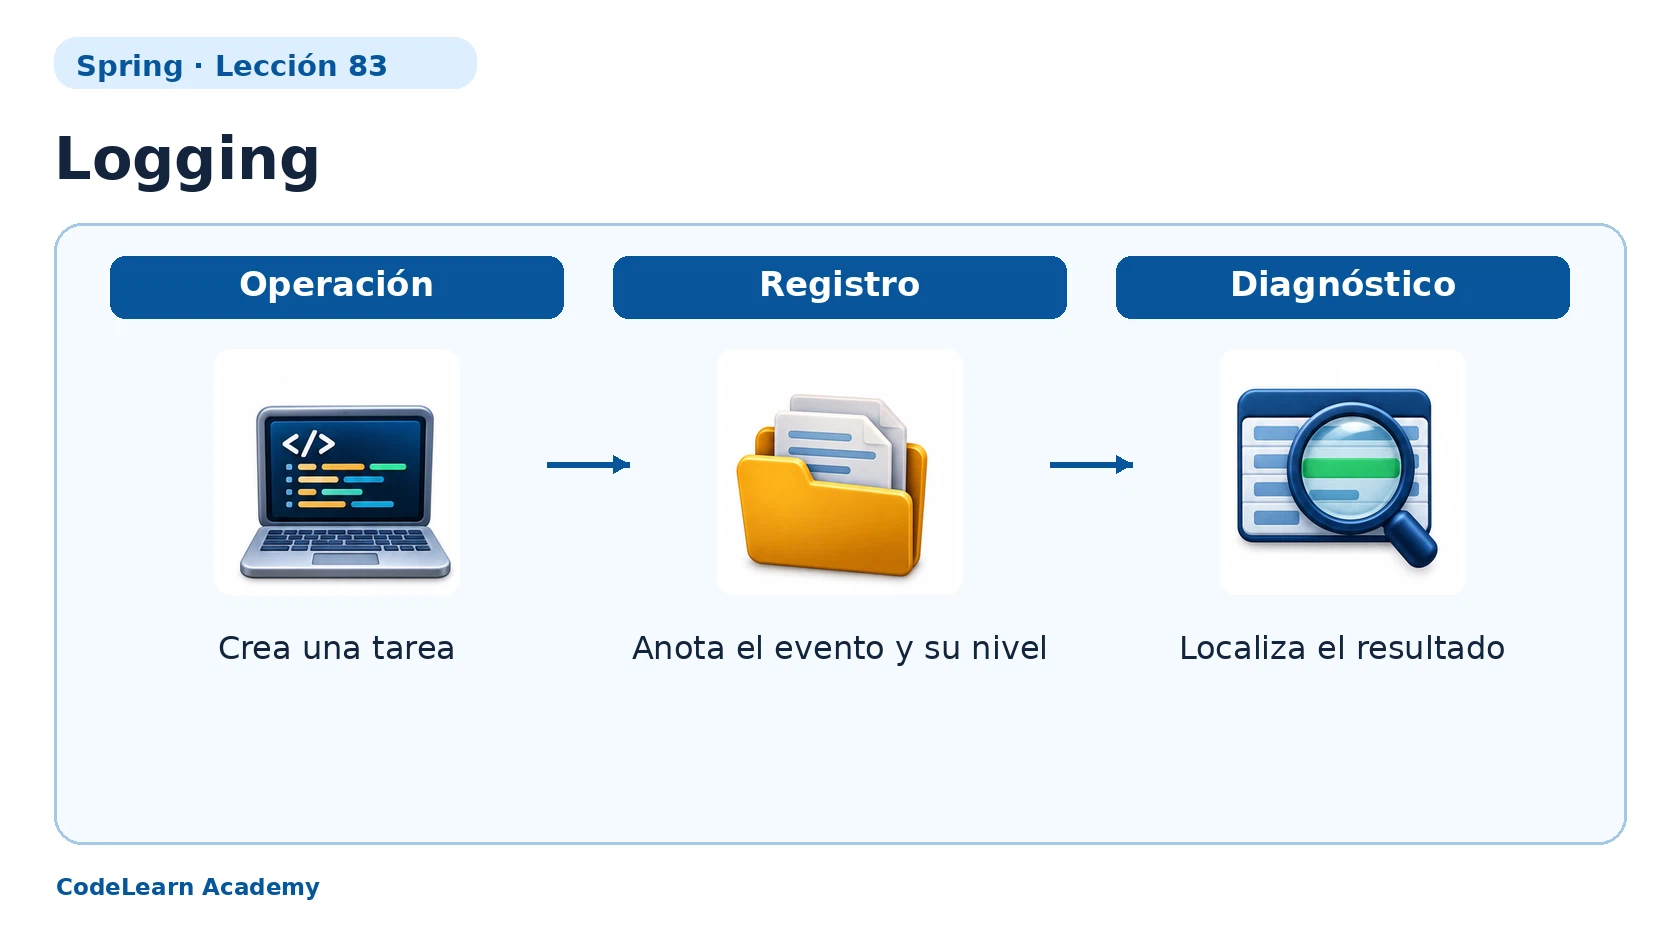 Spring · Lección 83
Logging
Operación
Registro
Diagnóstico
</>
Crea una tarea
Anota el evento y su nivel
Localiza el resultado
CodeLearn Academy